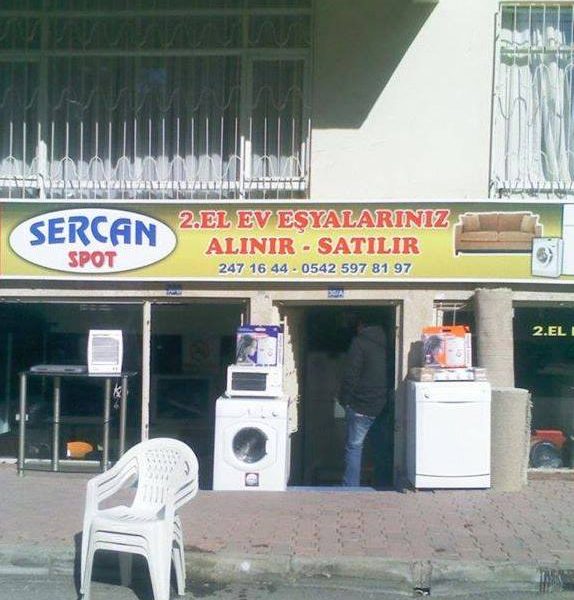 SERCAN
SPOT
2.EL EV EŞYALARINIZ
ALINIR - SATILIR
247 16 44 - 0542 597 81 97
2.EL